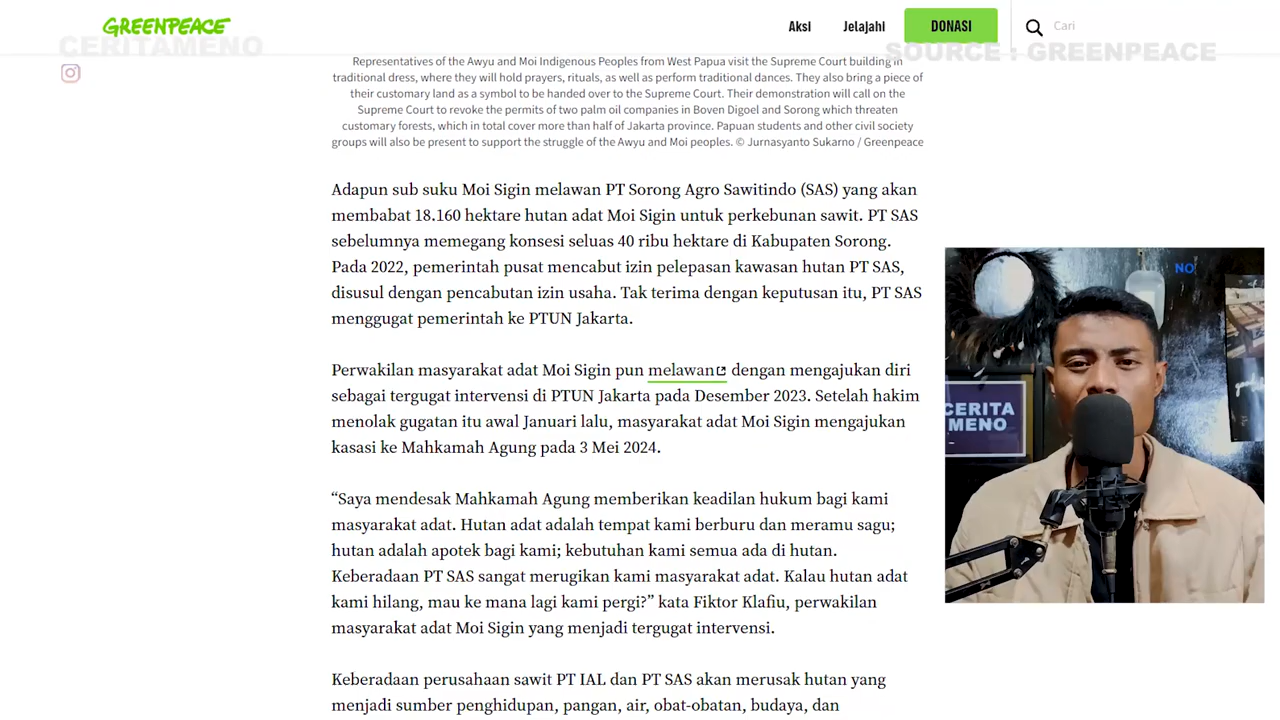 GREENPEACE
Aksi
Jelajahi
DONASI
Cari
CERITAMENO
SOURCE : GREENPEACE
Representatives of the Awyu and Moi Indigenous Peoples from West Papua visit the Supreme Court building in
traditional dress, where they will hold prayers, rituals, as well as perform traditional dances. They also bring a piece of
their customary land as a symbol to be handed over to the Supreme Court. Their demonstration will call on the
Supreme Court to revoke the permits of two palm oil companies in Boven Digoel and Sorong which threaten
customary forests, which in total cover more than half of Jakarta province. Papuan students and other civil society
groups will also be present to support the struggle of the Awyu and Moi peoples. © Jurnasyanto Sukarno / Greenpeace
Adapun sub suku Moi Sigin melawan PT Sorong Agro Sawitindo (SAS) yang akan
membabat 18.160 hektare hutan adat Moi Sigin untuk perkebunan sawit. PT SAS
sebelumnya memegang konsesi seluas 40 ribu hektare di Kabupaten Sorong.
Pada 2022, pemerintah pusat mencabut izin pelepasan kawasan hutan PT SAS,
disusul dengan pencabutan izin usaha. Tak terima dengan keputusan itu, PT SAS
menggugat pemerintah ke PTUN Jakarta.
Perwakilan masyarakat adat Moi Sigin pun melawan dengan mengajukan diri
sebagai tergugat intervensi di PTUN Jakarta pada Desember 2023. Setelah hakim
menolak gugatan itu awal Januari lalu, masyarakat adat Moi Sigin mengajukan
kasasi ke Mahkamah Agung pada 3 Mei 2024.
“Saya mendesak Mahkamah Agung memberikan keadilan hukum bagi kami
masyarakat adat. Hutan adat adalah tempat kami berburu dan meramu sagu;
hutan adalah apotek bagi kami; kebutuhan kami semua ada di hutan.
Keberadaan PT SAS sangat merugikan kami masyarakat adat. Kalau hutan adat
kami hilang, mau ke mana lagi kami pergi?” kata Fiktor Klafiu, perwakilan
masyarakat adat Moi Sigin yang menjadi tergugat intervensi.
Keberadaan perusahaan sawit PT IAL dan PT SAS akan merusak hutan yang
menjadi sumber penghidupan, pangan, air, obat-obatan, budaya, dan
NO
CERITA
MENO